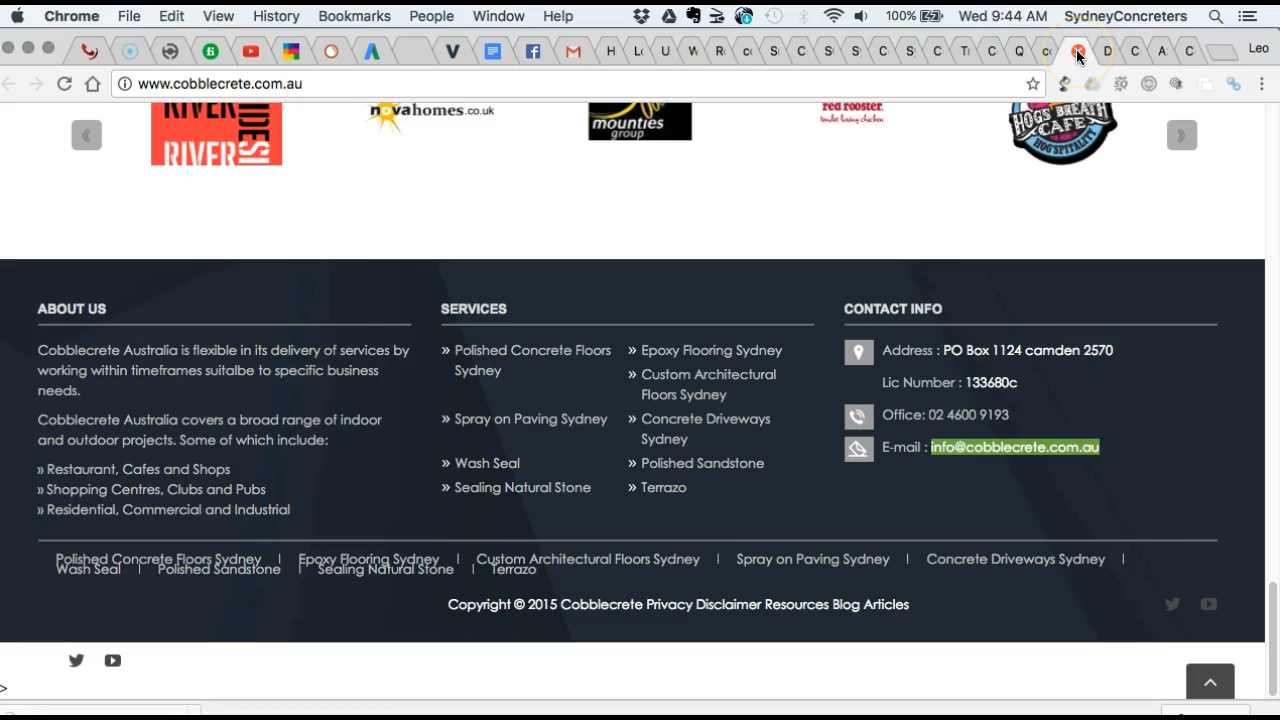 Chrome File Edit View History Bookmarks People Window Help 100% Wed 9:44 AM SydneyConcreters
Leo
www.cobblecrete.com.au
RIVER
RIVER
SIDE
novahomes.co.uk
mounties
group
red rooster
tender loving chicken
HOG'S BREATH
CAFE
ABOUT US
Cobblecrete Australia is flexible in its delivery of services by
working within timeframes suitalbe to specific business
needs.
Cobblecrete Australia covers a broad range of indoor
and outdoor projects. Some of which include:
» Restaurant, Cafes and Shops
» Shopping Centres, Clubs and Pubs
» Residential, Commercial and Industrial
SERVICES
» Polished Concrete Floors
Sydney
» Spray on Paving Sydney
» Wash Seal
» Sealing Natural Stone
» Epoxy Flooring Sydney
» Custom Architectural
Floors Sydney
» Concrete Driveways
Sydney
» Polished Sandstone
» Terrazo
CONTACT INFO
Address : PO Box 1124 camden 2570
Lic Number : 133680c
Office: 02 4600 9193
E-mail : info@cobblecrete.com.au
Polished Concrete Floors Sydney | Epoxy Flooring Sydney | Custom Architectural Floors Sydney | Spray on Paving Sydney | Concrete Driveways Sydney |
Wash Seal | Polished Sandstone | Sealing Natural Stone | Terrazo
Copyright © 2015 Cobblecrete Privacy Disclaimer Resources Blog Articles
>